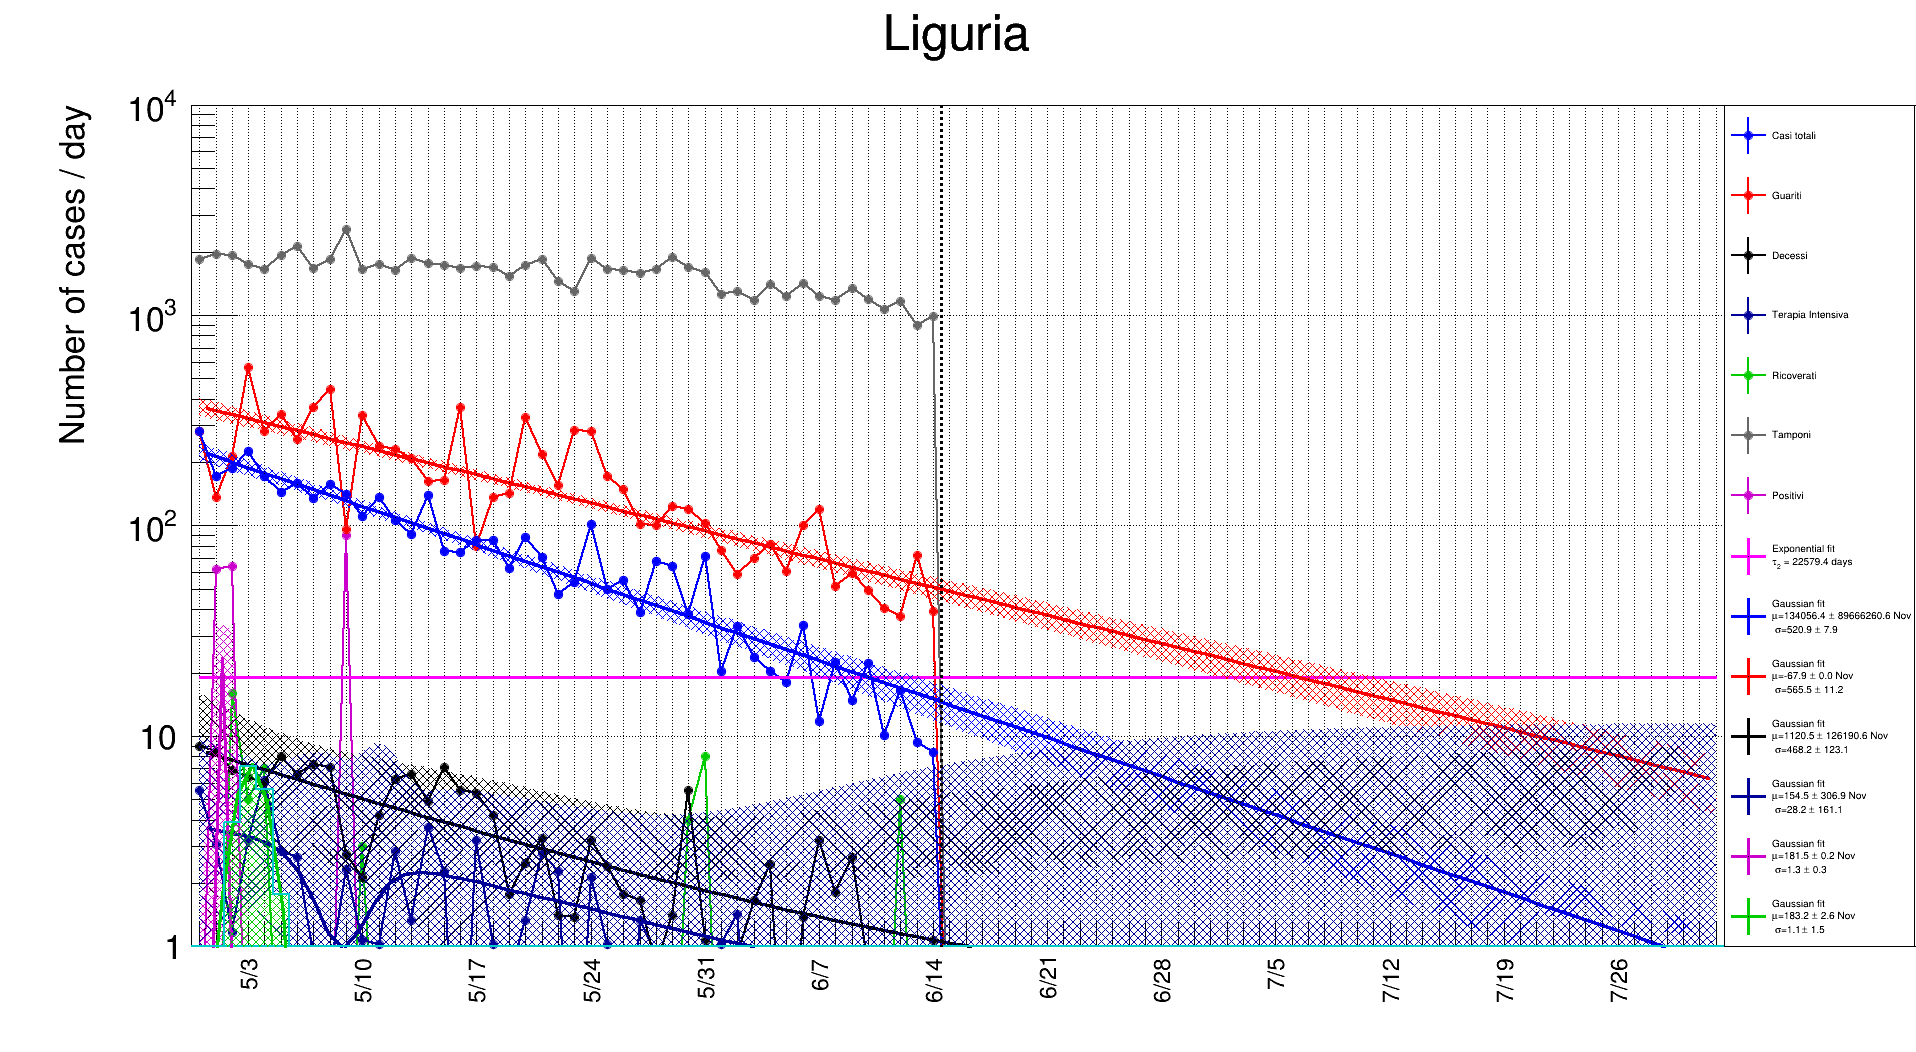 Liguria
Number of cases / day
10⁴
10³
10²
10
1
5/3
5/10
5/17
5/24
5/31
6/7
6/14
6/21
6/28
7/5
7/12
7/19
7/26
Casi totali
Guariti
Decessi
Terapia Intensiva
Ricoverati
Tamponi
Positivi
Exponential fit
τ₂ = 22579.4 days
Gaussian fit
μ=134056.4 ± 89666260.6 Nov
σ=520.9 ± 7.9
Gaussian fit
μ=-67.9 ± 0.0 Nov
σ=565.5 ± 11.2
Gaussian fit
μ=1120.5 ± 126190.6 Nov
σ=468.2 ± 123.1
Gaussian fit
μ=154.5 ± 306.9 Nov
σ=28.2 ± 161.1
Gaussian fit
μ=181.5 ± 0.2 Nov
σ=1.3 ± 0.3
Gaussian fit
μ=183.2 ± 2.6 Nov
σ=1.1 ± 1.5